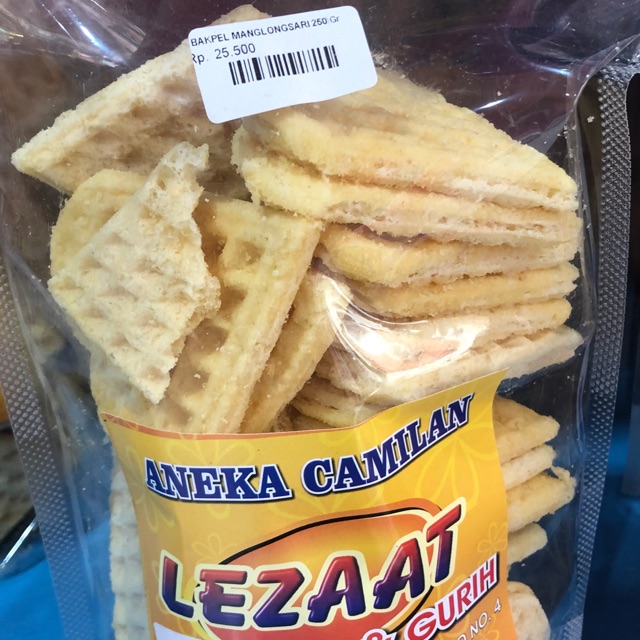 BAKPEL MANGLONGSARI 250 Gr
Rp. 25.500
ANEKA CAMILAN
LEZAAT
& GURIH
NO. 4